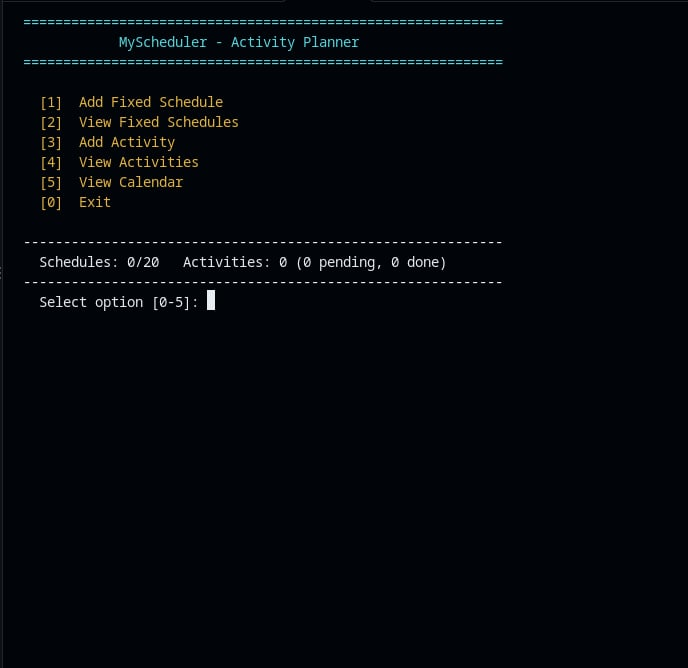 ============================================================
MyScheduler - Activity Planner
============================================================
[1]  Add Fixed Schedule
[2]  View Fixed Schedules
[3]  Add Activity
[4]  View Activities
[5]  View Calendar
[0]  Exit
------------------------------------------------------------
Schedules: 0/20   Activities: 0 (0 pending, 0 done)
------------------------------------------------------------
Select option [0-5]: